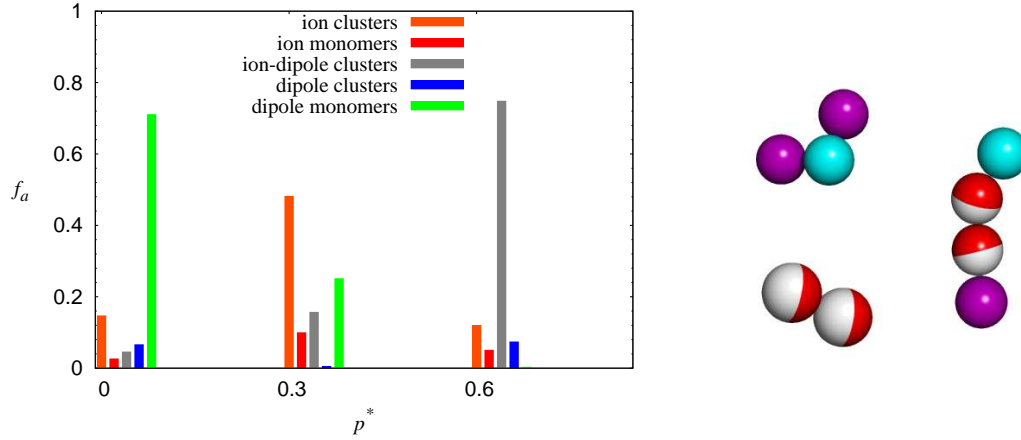 1
0.8
0.6
0.4
0.2
0
f_a
ion clusters
ion monomers
ion-dipole clusters
dipole clusters
dipole monomers
0 0.3 0.6
p*